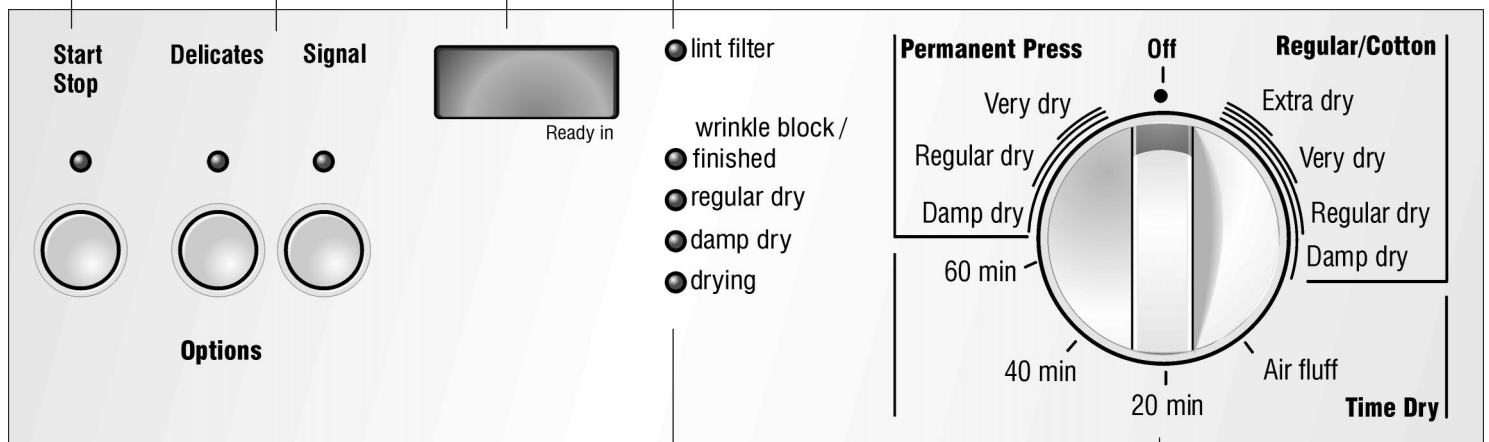 Start
Stop
Delicates
Signal
Options
Ready in
lint filter
wrinkle block /
finished
regular dry
damp dry
drying
Permanent Press
Very dry
Regular dry
Damp dry
Off
Regular/Cotton
Extra dry
Very dry
Regular dry
Damp dry
60 min
40 min
20 min
Air fluff
Time Dry